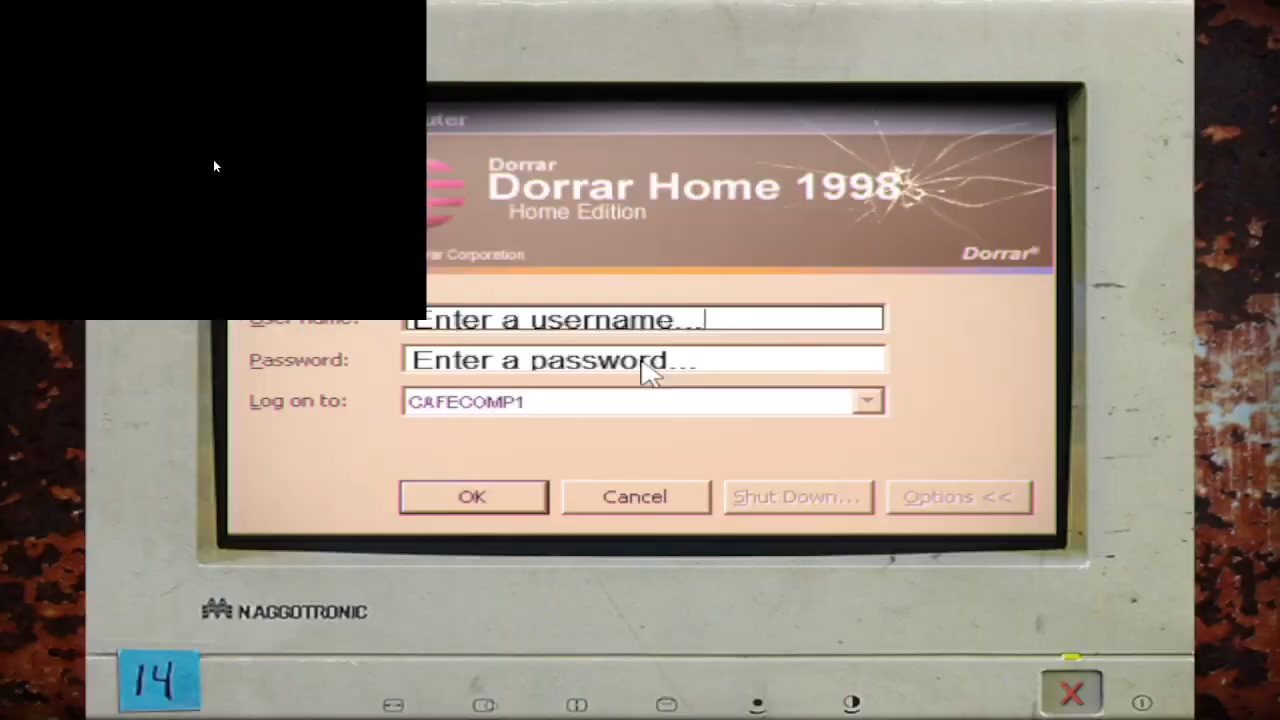 Dorrar
Dorrar Home 1998
Home Edition
Corporation
Dorrar®
Enter a username...
Password:
Enter a password...
Log on to:
CAFECOMP1
OK
Cancel
Shut Down...
Options <<
NAGGOTRONIC
14
X